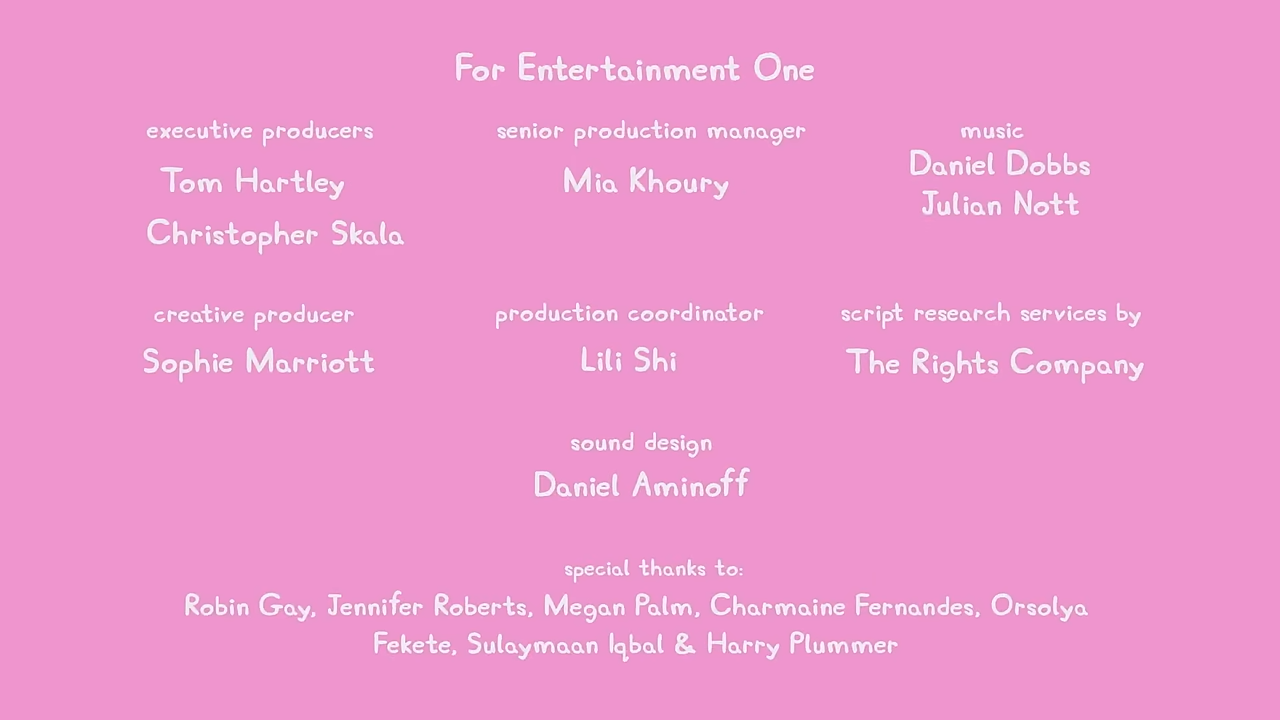 For Entertainment One
executive producers
Tom Hartley
Christopher Skala
senior production manager
Mia Khoury
music
Daniel Dobbs
Julian Nott
creative producer
Sophie Marriott
production coordinator
Lili Shi
script research services by
The Rights Company
sound design
Daniel Aminoff
special thanks to:
Robin Gay, Jennifer Roberts, Megan Palm, Charmaine Fernandes, Orsolya
Fekete, Sulaymaan Iqbal & Harry Plummer